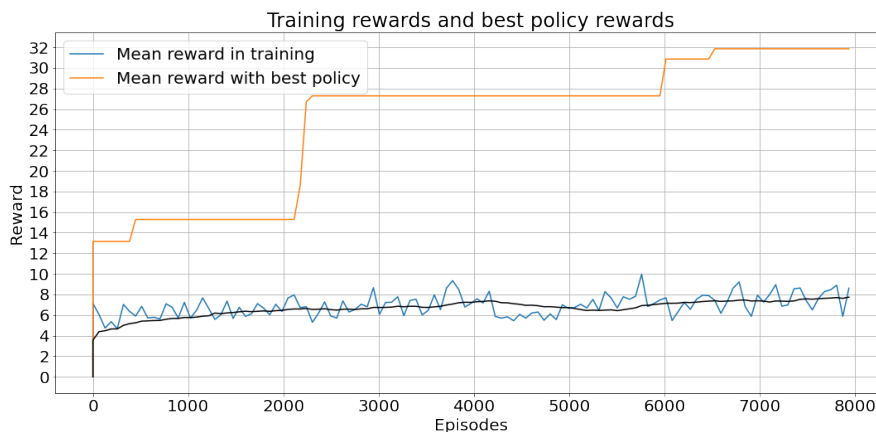 Training rewards and best policy rewards
Mean reward in training
Mean reward with best policy
Reward
32
30
28
26
24
22
20
18
16
14
12
10
8
6
4
2
0
0 1000 2000 3000 4000 5000 6000 7000 8000
Episodes